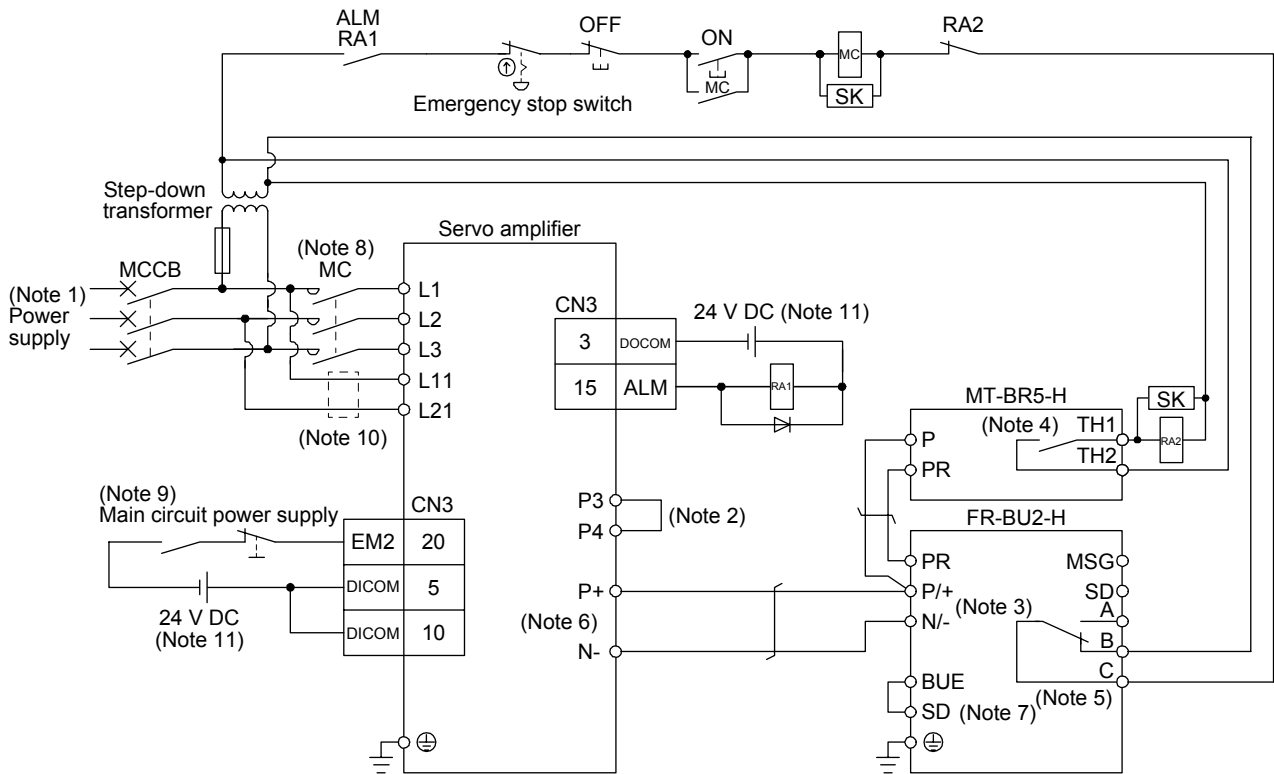 ALM
RA1
OFF
ON
RA2
MC
MC
SK
Emergency stop switch
Step-down
transformer
Servo amplifier
(Note 8)
MCCB
MC
(Note 1)
Power
supply
L1
L2
L3
L11
L21
(Note 10)
CN3
24 V DC (Note 11)
3 DOCOM
15 ALM
RA1
MT-BR5-H
SK
(Note 4)
TH1
P
RA2
TH2
PR
(Note 9)
Main circuit power supply
CN3
P3
P4
(Note 2)
FR-BU2-H
EM2 20
DICOM 5
DICOM 10
24 V DC
(Note 11)
PR
MSG
P+
P/+
SD
(Note 6)
(Note 3)
A
N/-
B
N-
C
BUE
(Note 5)
SD
(Note 7)